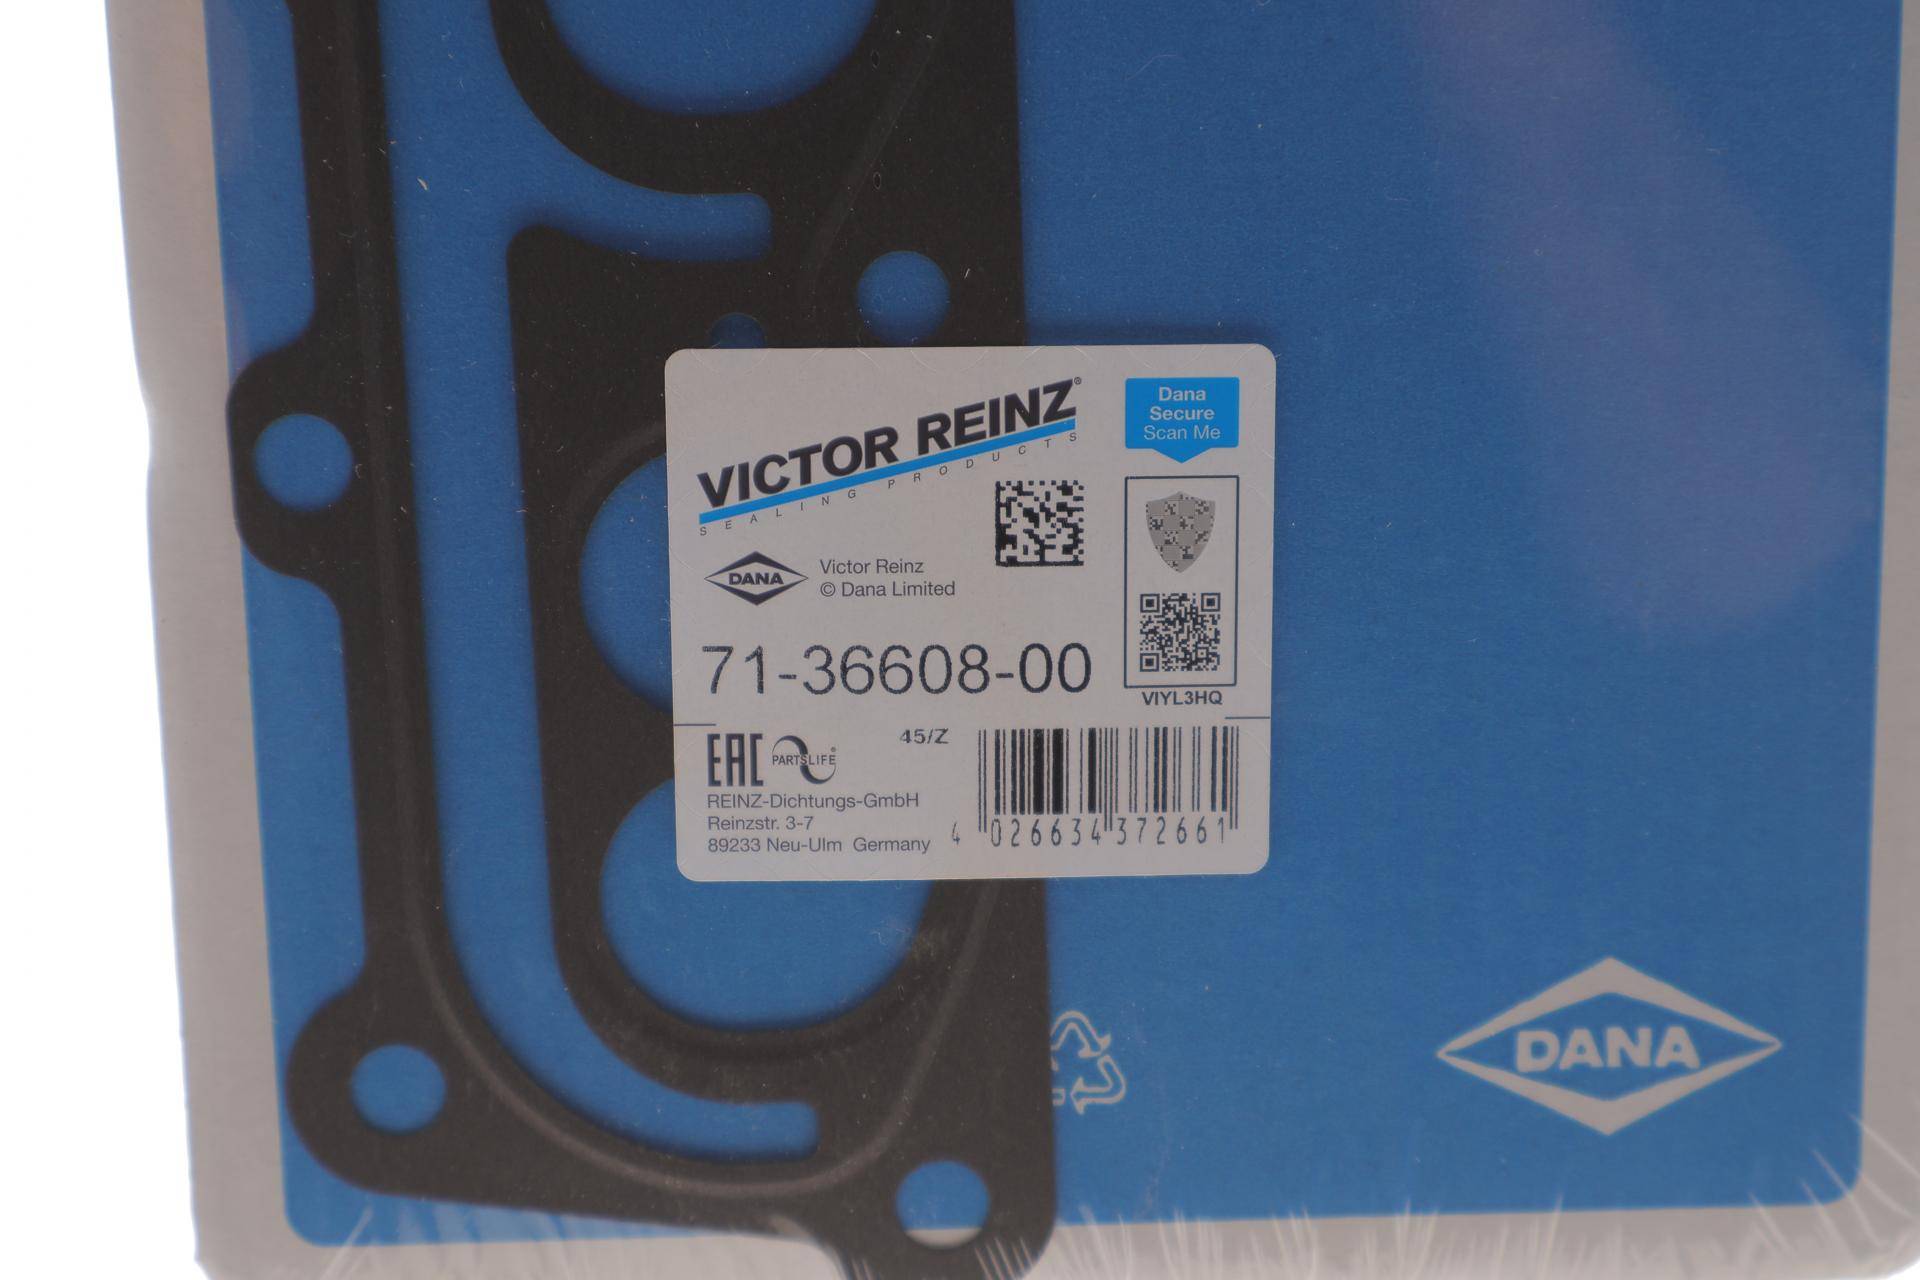 VICTOR REINZ®
SEALING PRODUCTS
Dana
Secure
Scan Me
DANA
Victor Reinz
© Dana Limited
71-36608-00
VIYL3HQ
EAC
PARTSLIFE®
45/Z
REINZ-Dichtungs-GmbH
Reinzstr. 3-7
89233 Neu-Ulm Germany
4 026634 372661
DANA